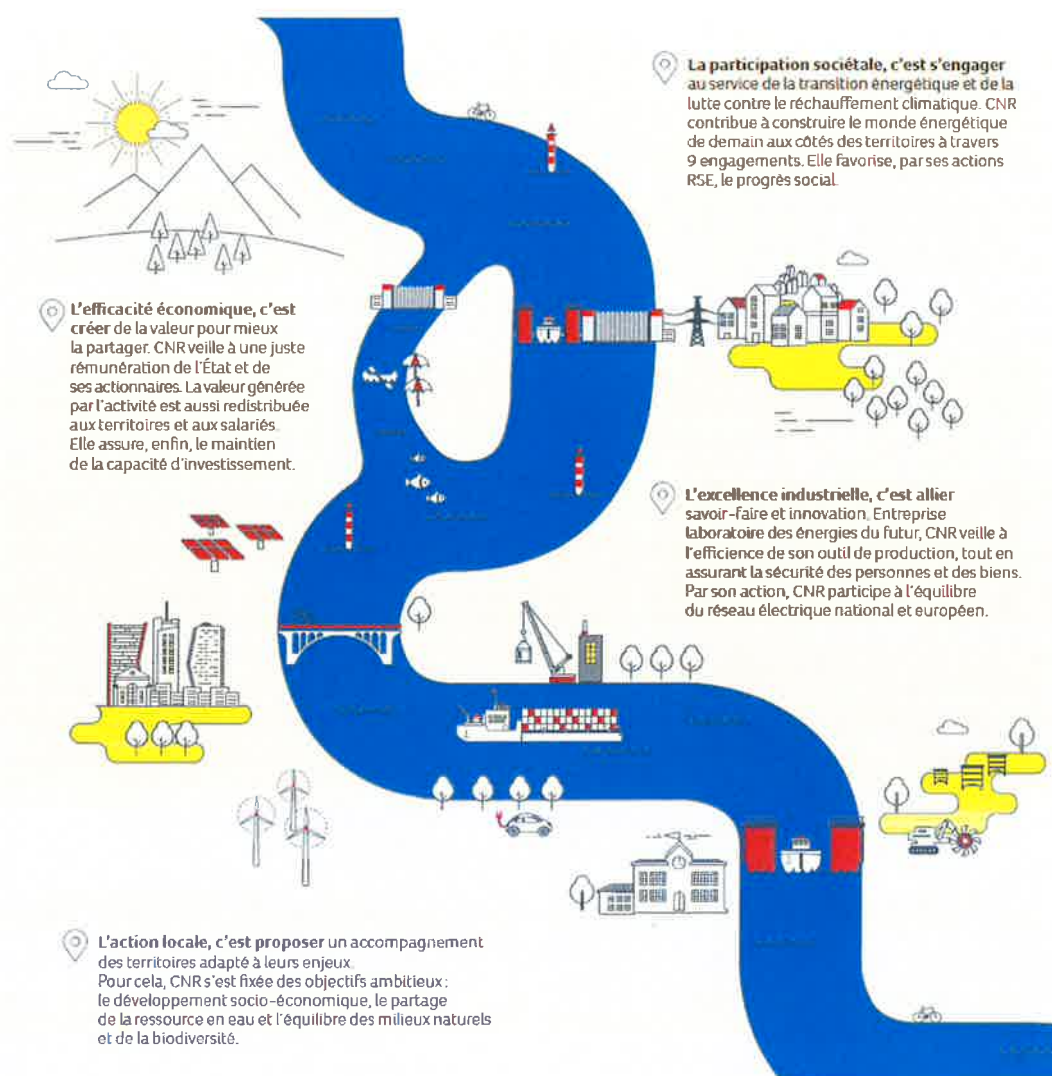 La participation sociétale, c'est s'engager
au service de la transition énergétique et de la
lutte contre le réchauffement climatique. CNR
contribue à construire le monde énergétique
de demain aux côtés des territoires à travers
9 engagements. Elle favorise, par ses actions
RSE, le progrès social.
L'efficacité économique, c'est
créer de la valeur pour mieux
la partager. CNR veille à une juste
rémunération de l'État et de
ses actionnaires. La valeur générée
par l'activité est aussi redistribuée
aux territoires et aux salariés.
Elle assure, enfin, le maintien
de la capacité d'investissement.
L'excellence industrielle, c'est allier
savoir-faire et innovation. Entreprise
laboratoire des énergies du futur, CNR veille à
l'efficience de son outil de production, tout en
assurant la sécurité des personnes et des biens.
Par son action, CNR participe à l'équilibre
du réseau électrique national et européen.
L'action locale, c'est proposer un accompagnement
des territoires adapté à leurs enjeux.
Pour cela, CNR s'est fixée des objectifs ambitieux :
le développement socio-économique, le partage
de la ressource en eau et l'équilibre des milieux naturels
et de la biodiversité.